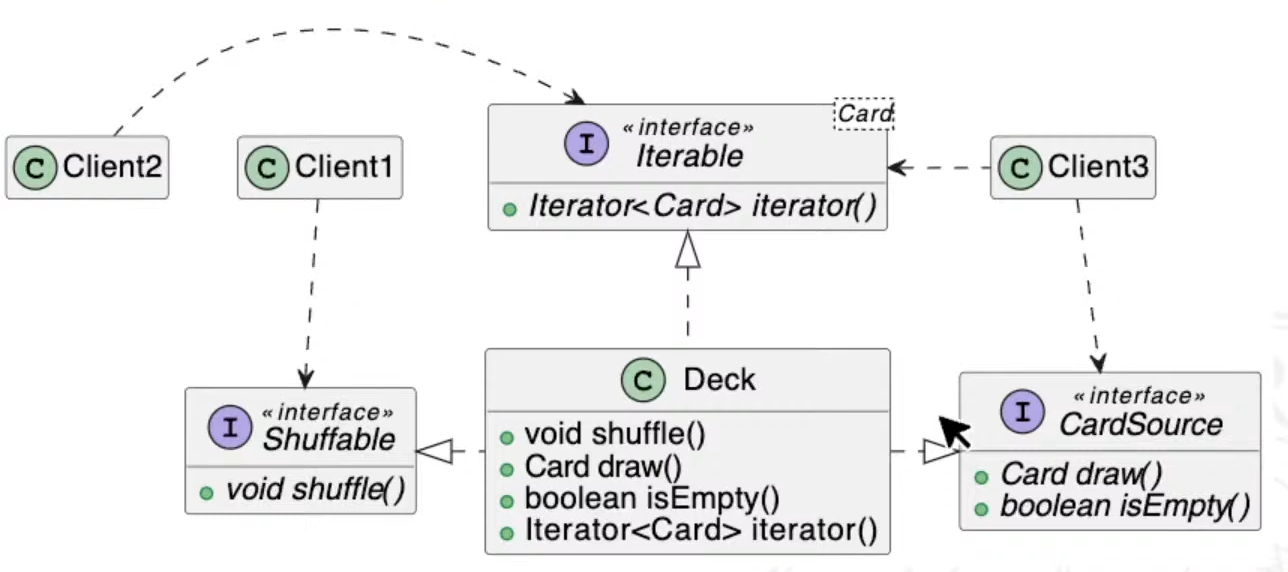 Card
«interface»
Iterable
Iterator<Card> iterator()
C Client2
C Client1
C Client3
I
I «interface»
Shuffable
void shuffle()
C Deck
void shuffle()
Card draw()
boolean isEmpty()
Iterator<Card> iterator()
I «interface»
CardSource
Card draw()
boolean isEmpty()